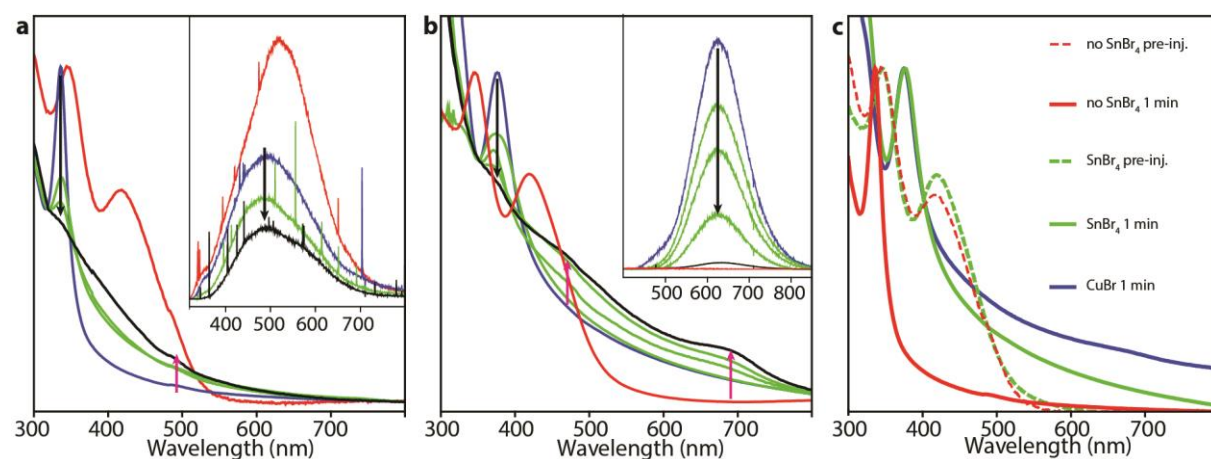 a
400 500 600 700
300 400 500 600 700
Wavelength (nm)
b
500 600 700 800
300 400 500 600 700
Wavelength (nm)
c
no SnBr4 pre-inj.
no SnBr4 1 min
SnBr4 pre-inj.
SnBr4 1 min
CuBr 1 min
300 400 500 600 700
Wavelength (nm)